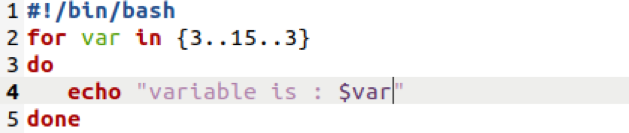 1 #!/bin/bash
2 for var in {3..15..3}
3 do
4    echo "variable is : $var"
5 done